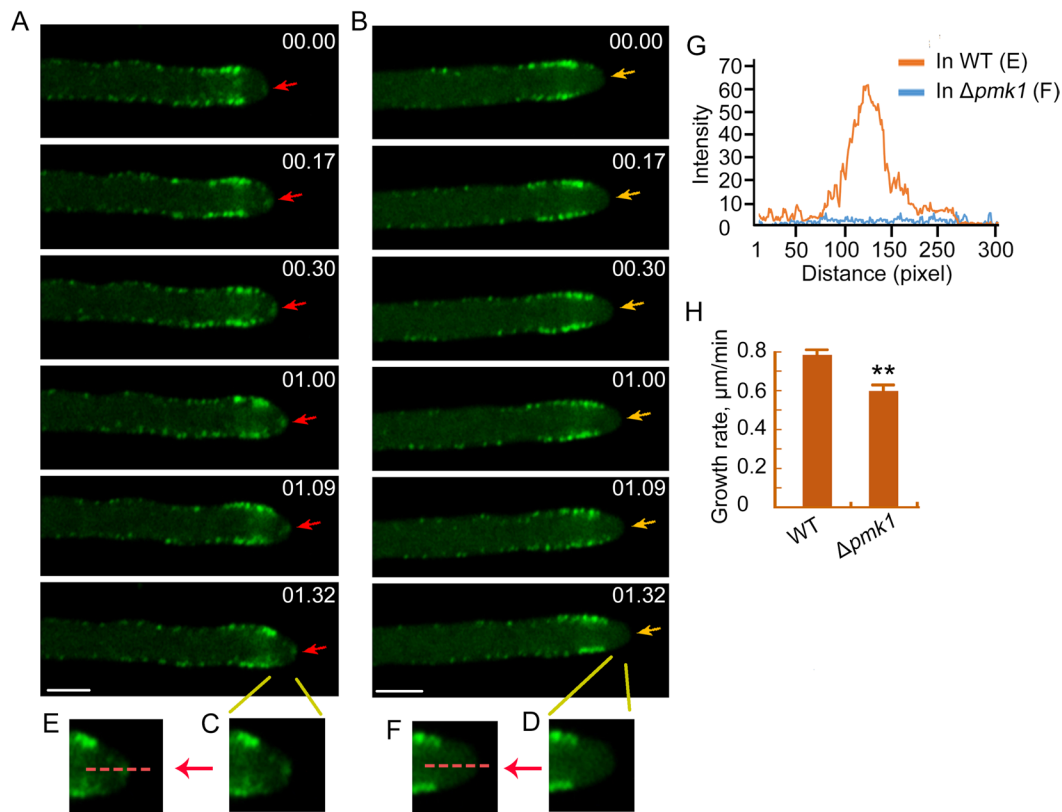 A
00.00
00.17
00.30
01.00
01.09
01.32
B
00.00
00.17
00.30
01.00
01.09
01.32
E
C
F
D
G
In WT (E)
In Δpmk1 (F)
Intensity
70
60
50
40
30
20
10
0
1 50 100 150 250 300
Distance (pixel)
H
Growth rate, µm/min
0.8
0.6
0.4
0.2
0
**
WT
Δpmk1